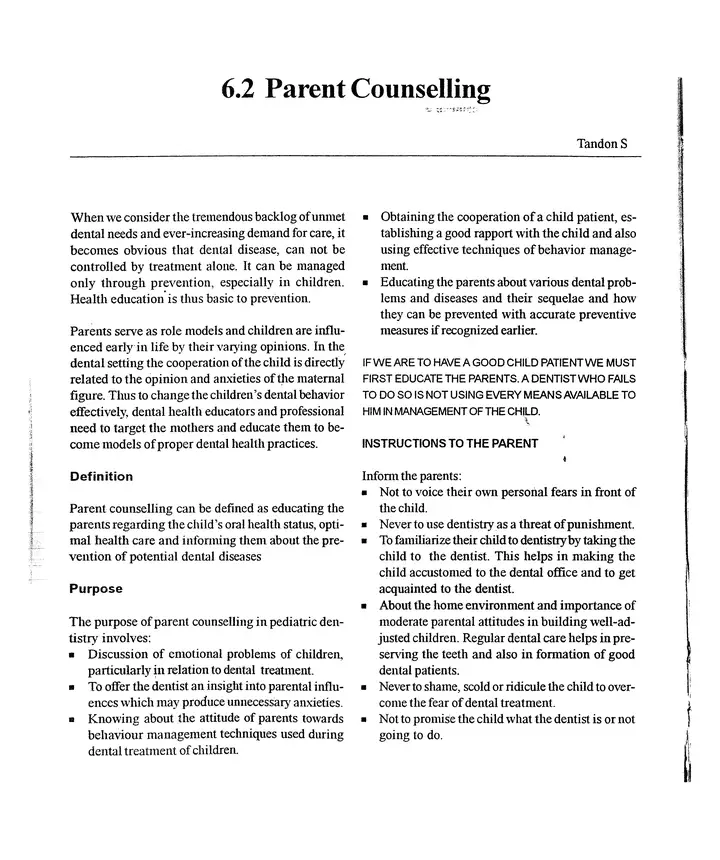 6.2 Parent Counselling
Tandon S
When we consider the tremendous backlog of unmet
dental needs and ever-increasing demand for care, it
becomes obvious that dental disease, can not be
controlled by treatment alone. It can be managed
only through prevention, especially in children.
Health education is thus basic to prevention.
Parents serve as role models and children are influ-
enced early in life by their varying opinions. In the
dental setting the cooperation of the child is directly
related to the opinion and anxieties of the maternal
figure. Thus to change the children's dental behavior
effectively, dental health educators and professional
need to target the mothers and educate them to be-
come models of proper dental health practices.
Definition
Parent counselling can be defined as educating the
parents regarding the child's oral health status, opti-
mal health care and informing them about the pre-
vention of potential dental diseases
Purpose
The purpose of parent counselling in pediatric den-
tistry involves:
▪ Discussion of emotional problems of children,
particularly in relation to dental treatment.
▪ To offer the dentist an insight into parental influ-
ences which may produce unnecessary anxieties.
▪ Knowing about the attitude of parents towards
behaviour management techniques used during
dental treatment of children.
▪ Obtaining the cooperation of a child patient, es-
tablishing a good rapport with the child and also
using effective techniques of behavior manage-
ment.
▪ Educating the parents about various dental prob-
lems and diseases and their sequelae and how
they can be prevented with accurate preventive
measures if recognized earlier.
IF WE ARE TO HAVE A GOOD CHILD PATIENT WE MUST
FIRST EDUCATE THE PARENTS. A DENTIST WHO FAILS
TO DO SO IS NOT USING EVERY MEANS AVAILABLE TO
HIM IN MANAGEMENT OF THE CHILD.
INSTRUCTIONS TO THE PARENT
Inform the parents:
▪ Not to voice their own personal fears in front of
the child.
▪ Never to use dentistry as a threat of punishment.
▪ To familiarize their child to dentistry by taking the
child to the dentist. This helps in making the
child accustomed to the dental office and to get
acquainted to the dentist.
▪ About the home environment and importance of
moderate parental attitudes in building well-ad-
justed children. Regular dental care helps in pre-
serving the teeth and also in formation of good
dental patients.
▪ Never to shame, scold or ridicule the child to over-
come the fear of dental treatment.
▪ Not to promise the child what the dentist is or not
going to do.